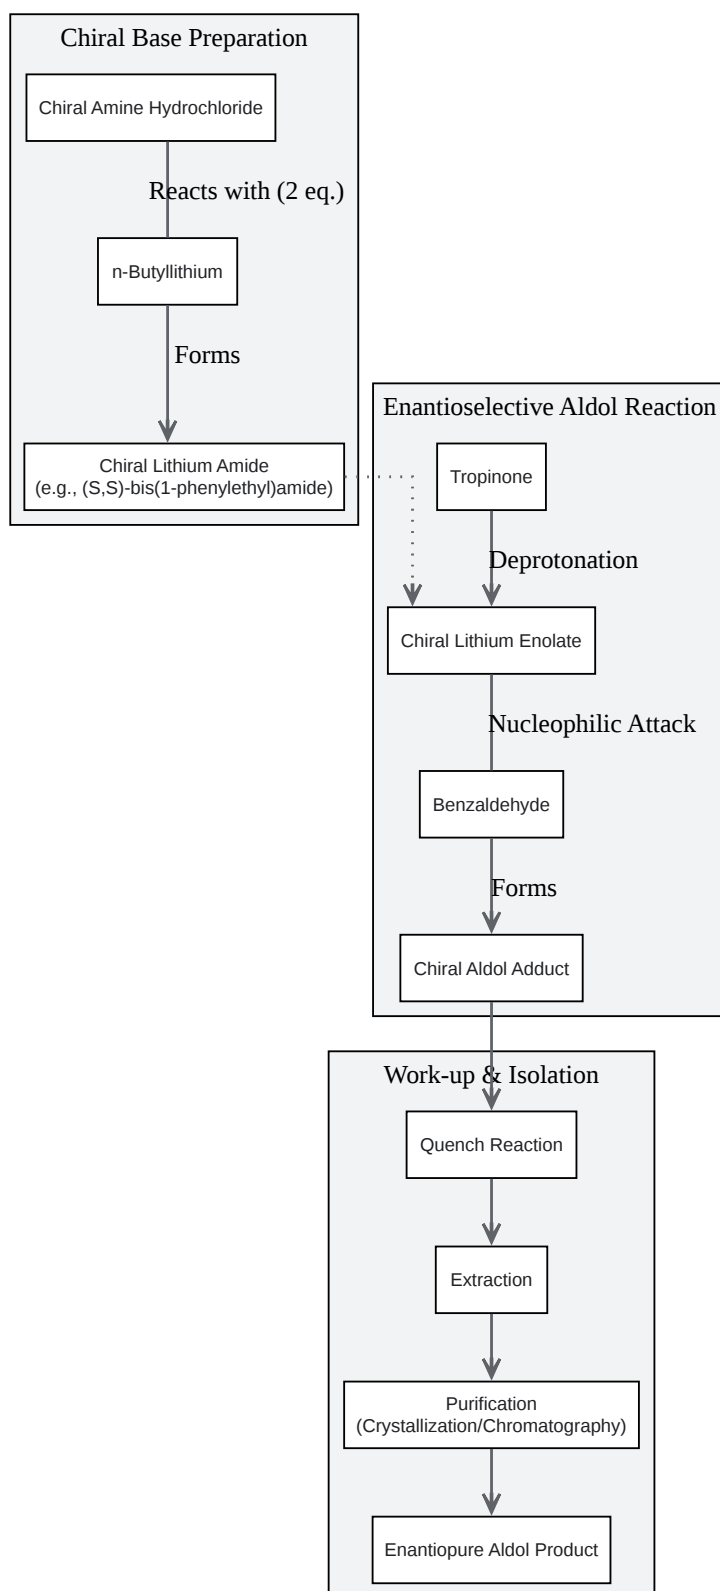 Chiral Base Preparation
Chiral Amine Hydrochloride
Reacts with (2 eq.)
n-Butyllithium
Forms
Chiral Lithium Amide
(e.g., (S,S)-bis(1-phenylethyl)amide)
Enantioselective Aldol Reaction
Tropinone
Deprotonation
Chiral Lithium Enolate
Nucleophilic Attack
Benzaldehyde
Forms
Chiral Aldol Adduct
Work-up & Isolation
Quench Reaction
Extraction
Purification
(Crystallization/Chromatography)
Enantiopure Aldol Product